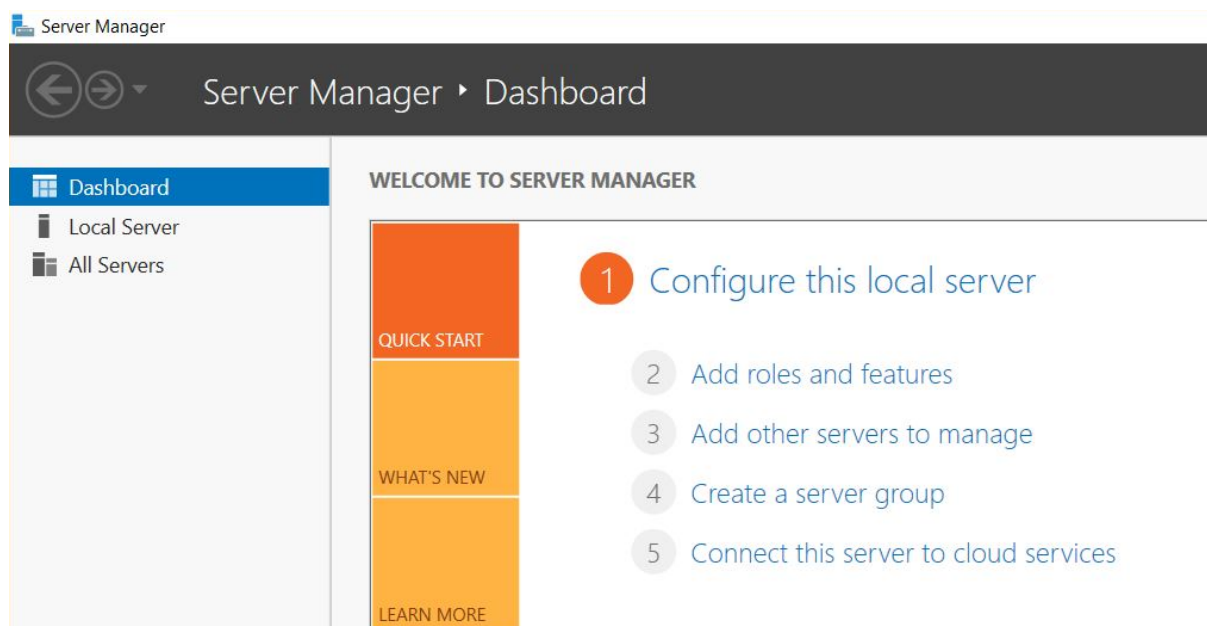 Server Manager
Server Manager ‣ Dashboard
Dashboard
Local Server
All Servers
WELCOME TO SERVER MANAGER
QUICK START
WHAT'S NEW
LEARN MORE
1 Configure this local server
2 Add roles and features
3 Add other servers to manage
4 Create a server group
5 Connect this server to cloud services